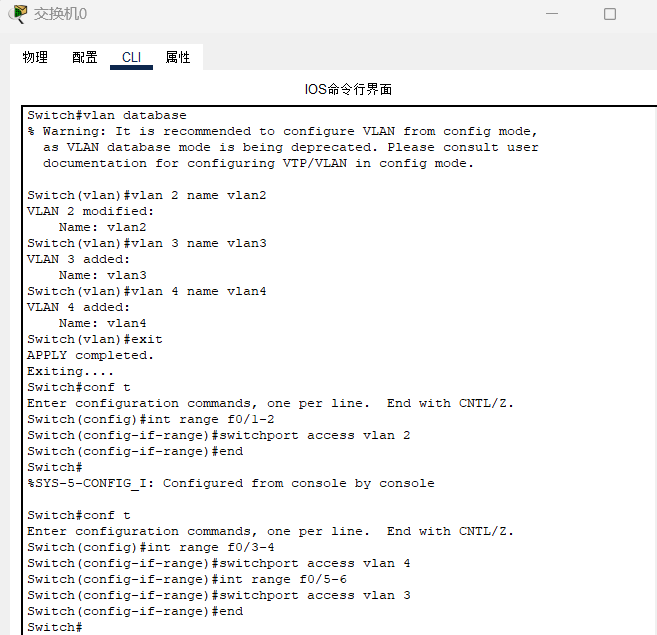 交换机0
物理 配置 CLI 属性
IOS命令行界面
Switch#vlan database
% Warning: It is recommended to configure VLAN from config mode,
  as VLAN database mode is being deprecated. Please consult user
  documentation for configuring VTP/VLAN in config mode.

Switch(vlan)#vlan 2 name vlan2
VLAN 2 modified:
    Name: vlan2
Switch(vlan)#vlan 3 name vlan3
VLAN 3 added:
    Name: vlan3
Switch(vlan)#vlan 4 name vlan4
VLAN 4 added:
    Name: vlan4
Switch(vlan)#exit
APPLY completed.
Exiting....
Switch#conf t
Enter configuration commands, one per line.  End with CNTL/Z.
Switch(config)#int range f0/1-2
Switch(config-if-range)#switchport access vlan 2
Switch(config-if-range)#end
Switch#
%SYS-5-CONFIG_I: Configured from console by console

Switch#conf t
Enter configuration commands, one per line.  End with CNTL/Z.
Switch(config)#int range f0/3-4
Switch(config-if-range)#switchport access vlan 4
Switch(config-if-range)#int range f0/5-6
Switch(config-if-range)#switchport access vlan 3
Switch(config-if-range)#end
Switch#